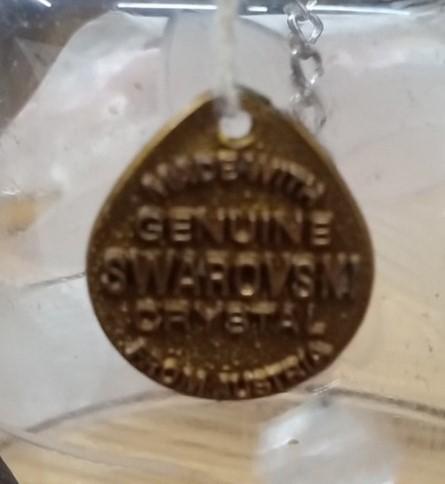 MADE WITH
GENUINE
SWAROVSKI
CRYSTAL
FROM AUSTRIA